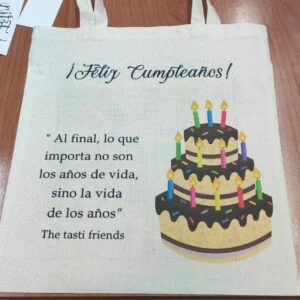 ¡Feliz Cumpleaños!
" Al final, lo que
importa no son
los años de vida,
sino la vida
de los años”
The tasti friends